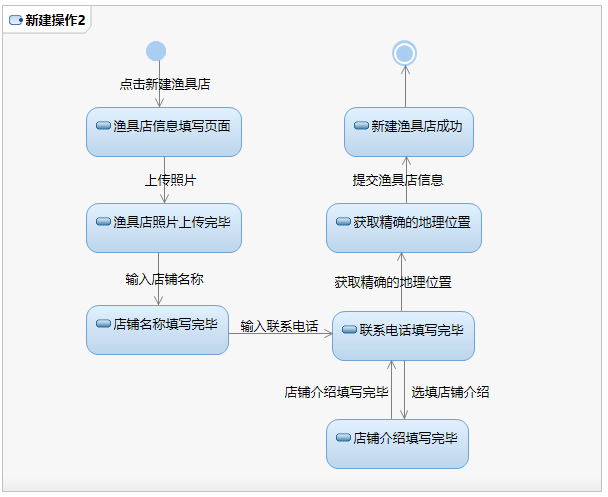 新建操作2
点击新建渔具店
渔具店信息填写页面
上传照片
渔具店照片上传完毕
输入店铺名称
店铺名称填写完毕
输入联系电话
联系电话填写完毕
选填店铺介绍
店铺介绍填写完毕
店铺介绍填写完毕
获取精确的地理位置
获取精确的地理位置
提交渔具店信息
新建渔具店成功